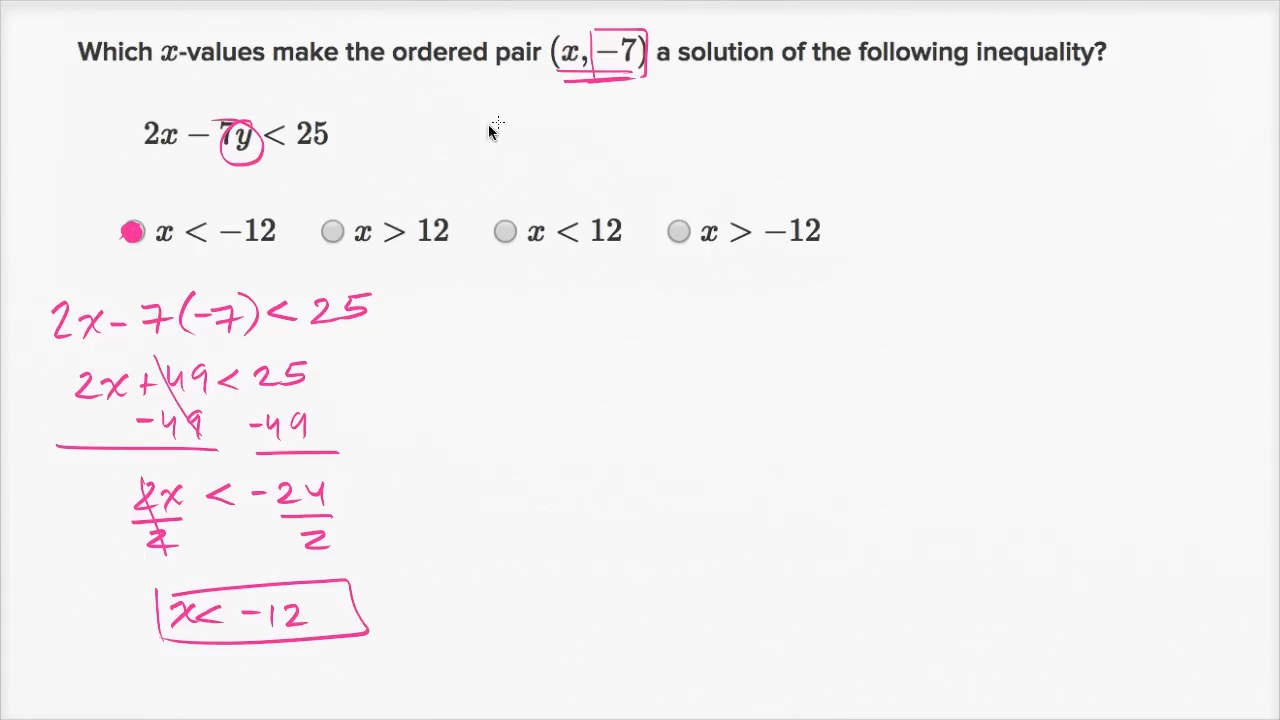 Which x-values make the ordered pair (x, −7) a solution of the following inequality?
2x − 7y < 25
x < −12 x > 12 x < 12 x > −12
2x - 7(-7) < 25
2x + 49 < 25
-49 -49
2x < -24
2 2
x < -12